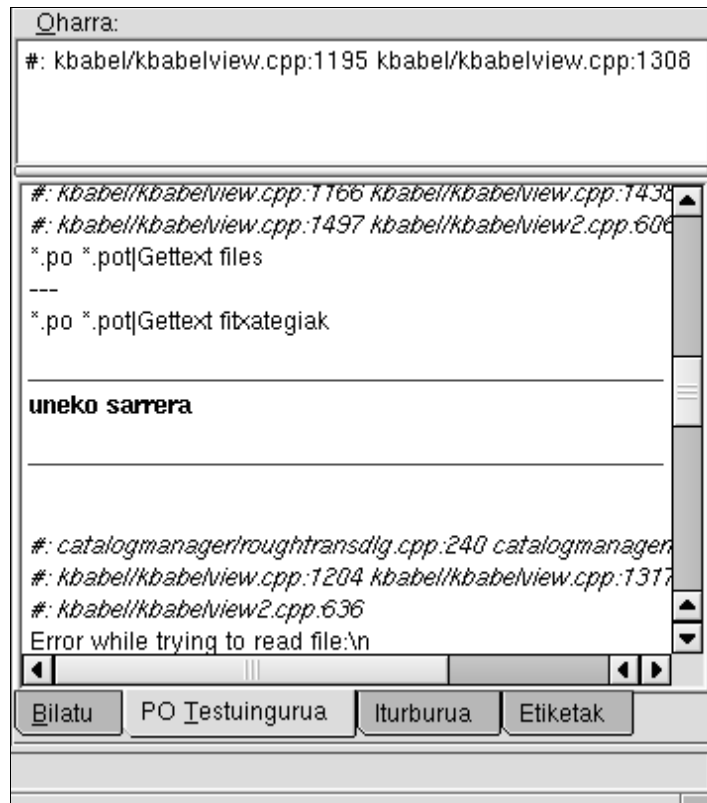 Oharra:
#: kbabel/kbabelview.cpp:1195 kbabel/kbabelview.cpp:1308
#: kbabel/kbabelview.cpp:1166 kbabel/kbabelview.cpp:1438
#: kbabel/kbabelview.cpp:1497 kbabel/kbabelview2.cpp:606
*.po *.pot|Gettext files
---
*.po *.pot|Gettext fitxategiak
uneko sarrera
#: catalogmanager/roughtransdlg.cpp:240 catalogmanager
#: kbabel/kbabelview.cpp:1204 kbabel/kbabelview.cpp:1317
#: kbabel/kbabelview2.cpp:636
Error while trying to read file:\n
Bilatu PO Testuingurua Iturburua Etiketak